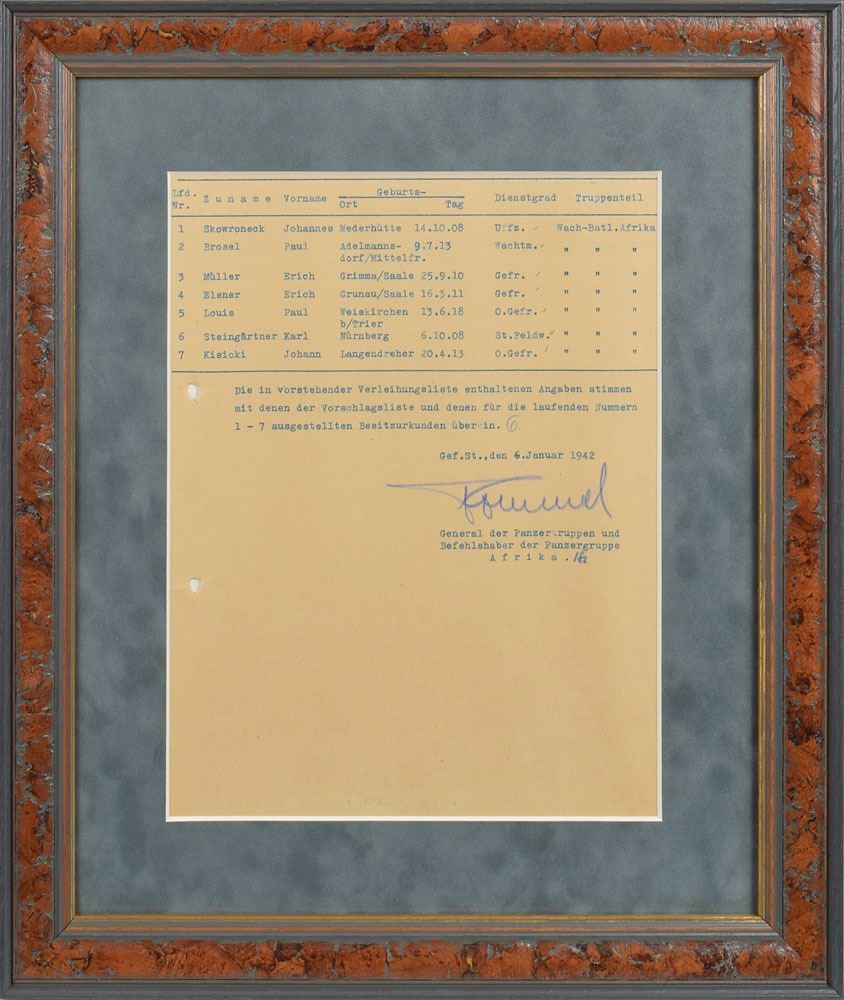 Lfd. Zuname Vorname Geburts- Dienstgrad Truppenteil
Nr. Ort Tag
1 Skowroneck Johannes Nederhütte 14.10.08 Uffz. Wach-Batl.Afrika
2 Brosel Paul Adelmanns- 9.7.13 Wachtm. " " "
dorf/Mittelfr.
3 Müller Erich Grimma/Saale 25.9.10 Gefr. " " "
4 Elsner Erich Grunau/Saale 16.3.11 Gefr. " " "
5 Louis Paul Weiskirchen 13.6.18 O.Gefr. " " "
b/Trier
6 Steingärtner Karl Nürnberg 6.10.08 St.Feldw. " " "
7 Kisicki Johann Langendreher 20.4.13 O.Gefr. " " "
Die in vorstehender Verleihungsliste enthaltenen Angaben stimmen
mit denen der Vorschlagsliste und denen für die laufenden Nummern
1 - 7 ausgestellten Besitzurkunden überein. 6
Gef.St.,den 6.Januar 1942
Rommel
General der Panzertruppen und
Befehlshaber der Panzergruppe
Afrika.